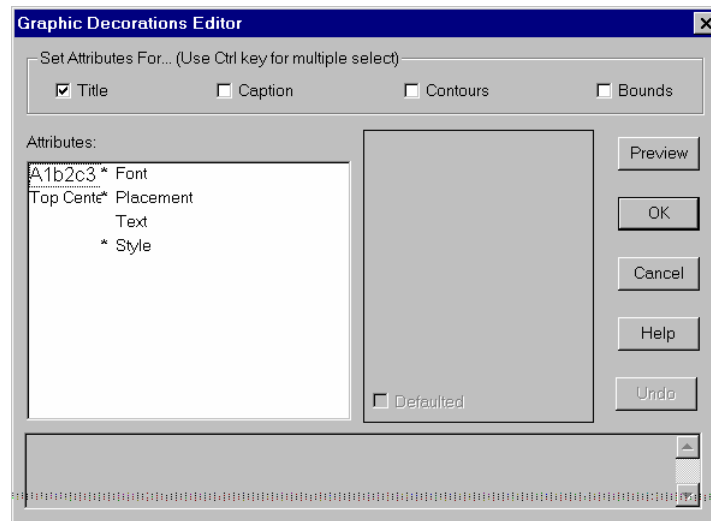 Graphic Decorations Editor
Set Attributes For... (Use Ctrl key for multiple select)
Title Caption Contours Bounds
Attributes:
A1b2c3 * Font
Top Cente * Placement
Text
* Style
Preview
OK
Cancel
Help
Defaulted
Undo